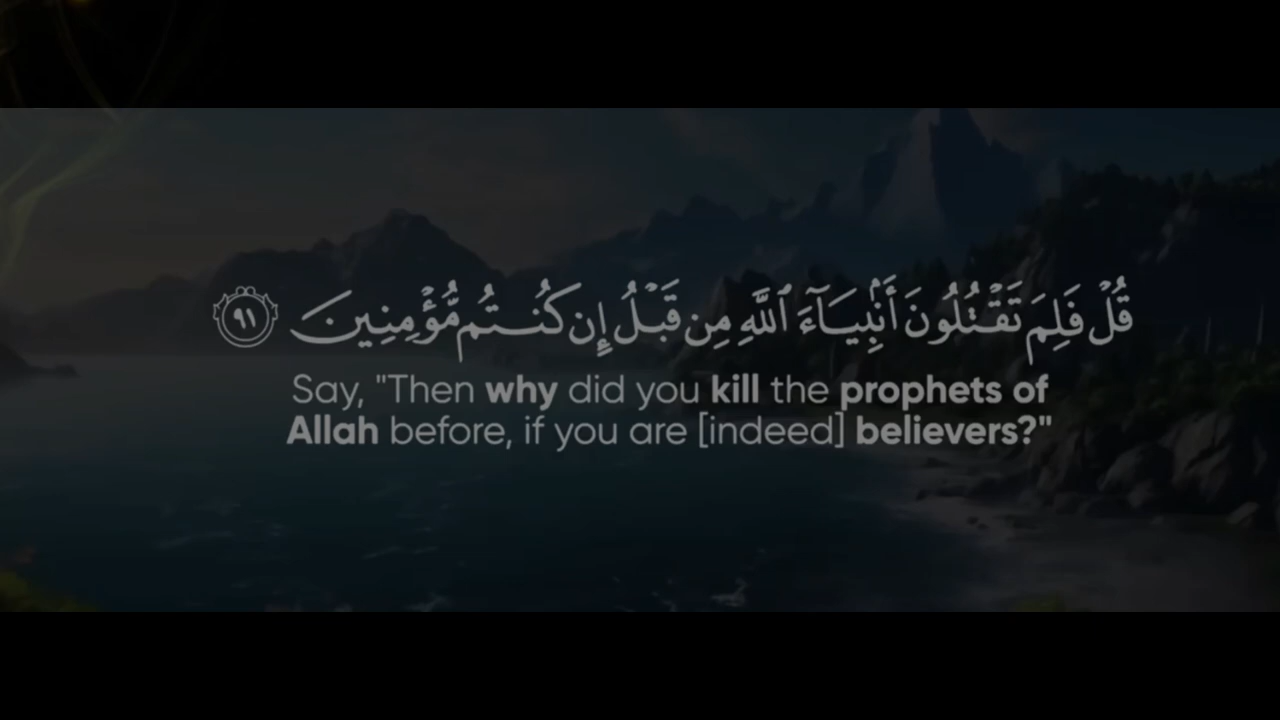 قُلْ فَلِمَ تَقْتُلُونَ أَنۢبِيَآءَ ٱللَّهِ مِن قَبْلُ إِن كُنتُم مُّؤْمِنِينَ ٩١
Say, "Then why did you kill the prophets of
Allah before, if you are [indeed] believers?"